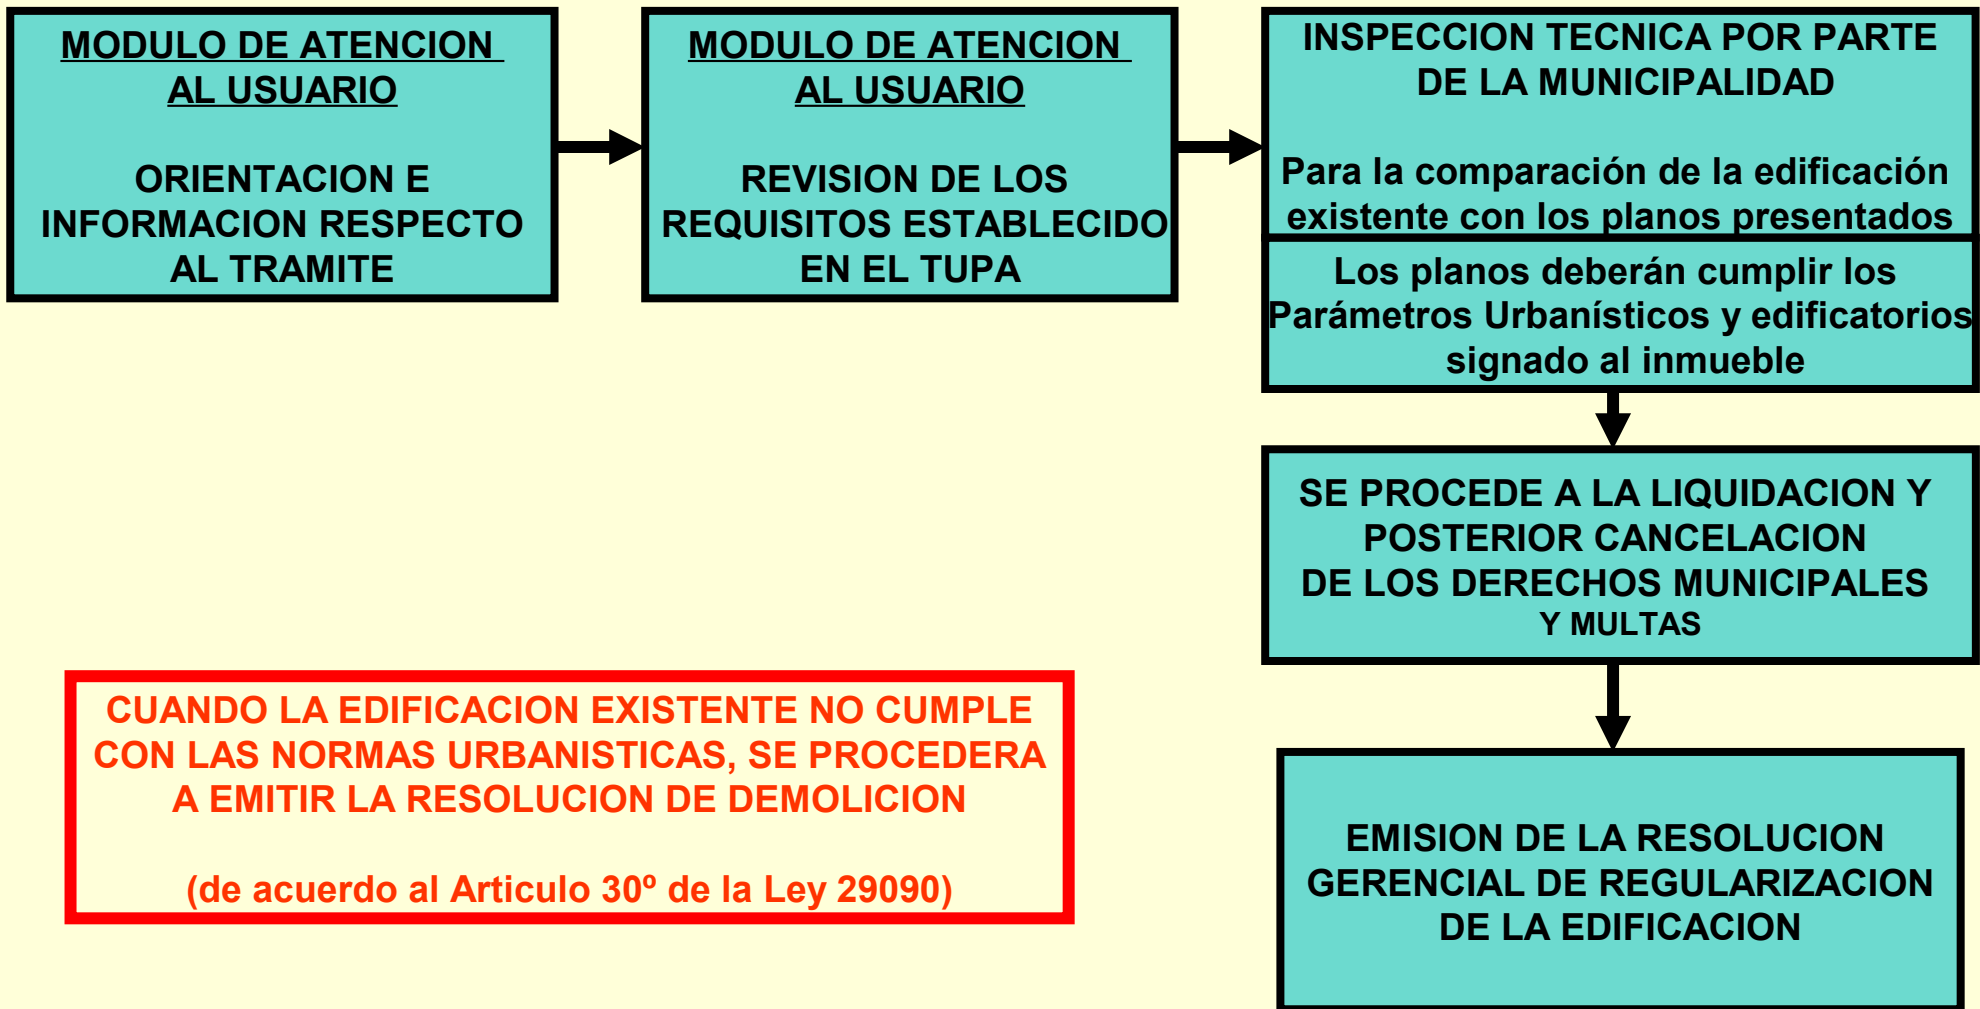 MODULO DE ATENCION
AL USUARIO
ORIENTACION E
INFORMACION RESPECTO
AL TRAMITE
MODULO DE ATENCION
AL USUARIO
REVISION DE LOS
REQUISITOS ESTABLECIDO
EN EL TUPA
INSPECCION TECNICA POR PARTE
DE LA MUNICIPALIDAD
Para la comparación de la edificación
existente con los planos presentados
Los planos deberán cumplir los
Parámetros Urbanísticos y edificatorios
signado al inmueble
SE PROCEDE A LA LIQUIDACION Y
POSTERIOR CANCELACION
DE LOS DERECHOS MUNICIPALES
Y MULTAS
CUANDO LA EDIFICACION EXISTENTE NO CUMPLE
CON LAS NORMAS URBANISTICAS, SE PROCEDERA
A EMITIR LA RESOLUCION DE DEMOLICION
(de acuerdo al Articulo 30º de la Ley 29090)
EMISION DE LA RESOLUCION
GERENCIAL DE REGULARIZACION
DE LA EDIFICACION